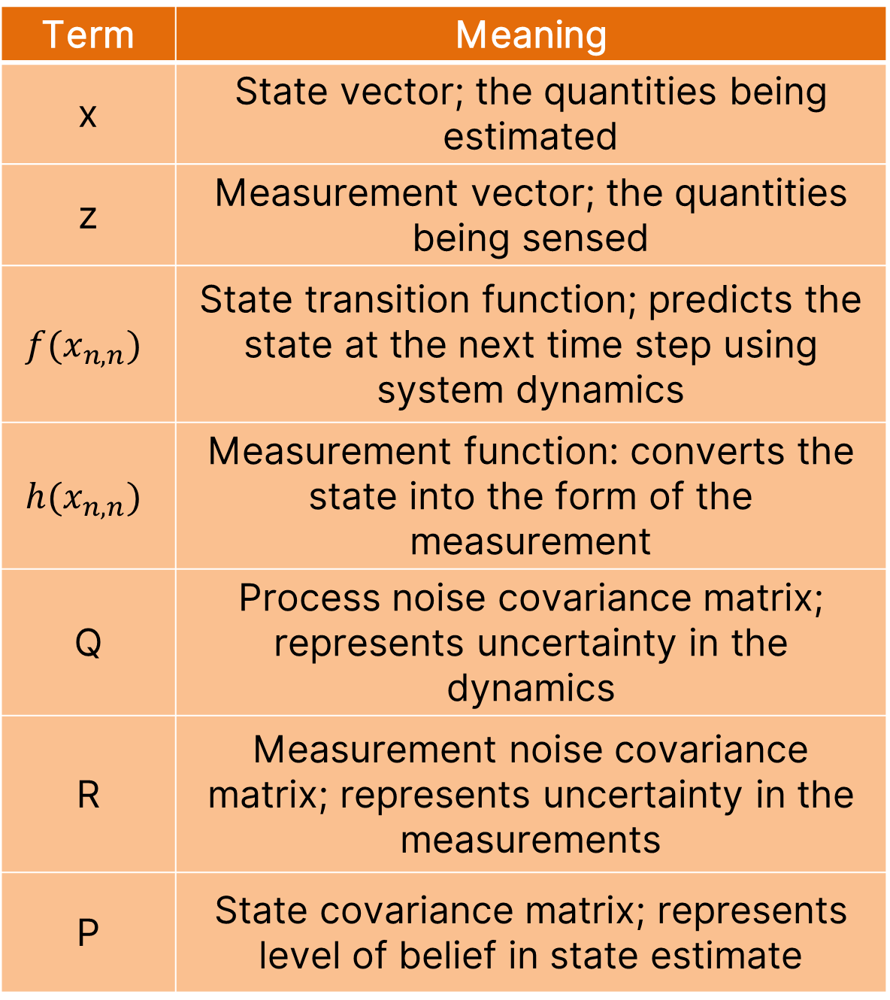 Term
Meaning
x
State vector; the quantities being
estimated
z
Measurement vector; the quantities
being sensed
f(xₙ,ₙ)
State transition function; predicts the
state at the next time step using
system dynamics
h(xₙ,ₙ)
Measurement function: converts the
state into the form of the
measurement
Q
Process noise covariance matrix;
represents uncertainty in the
dynamics
R
Measurement noise covariance
matrix; represents uncertainty in the
measurements
P
State covariance matrix; represents
level of belief in state estimate